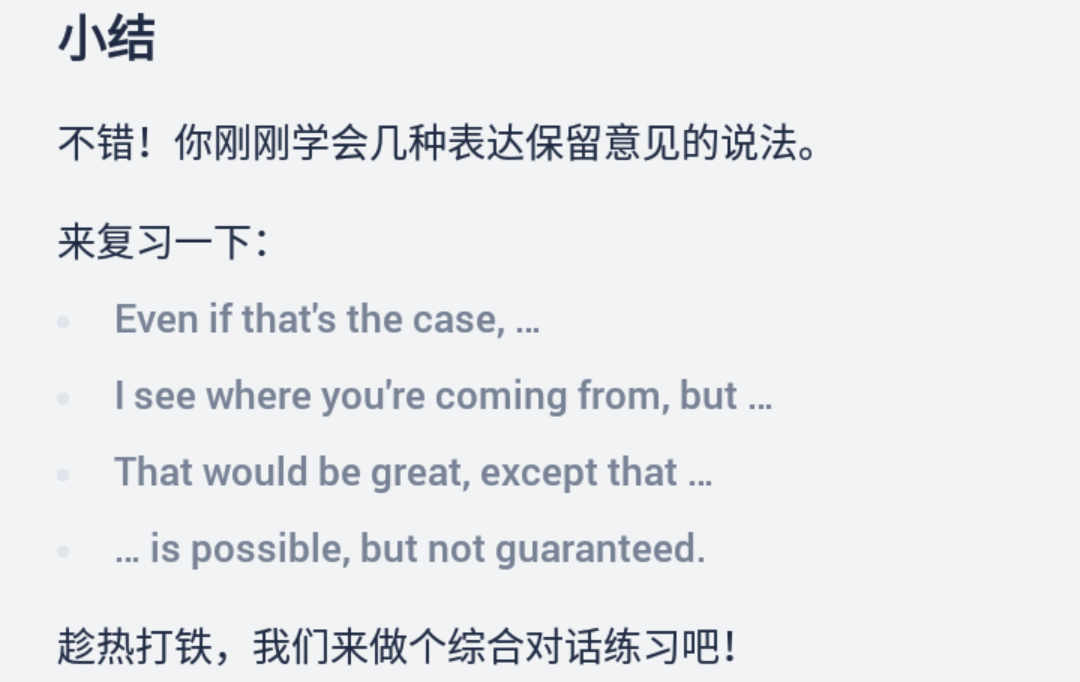 小结
不错！你刚刚学会几种表达保留意见的说法。
来复习一下：
Even if that's the case, ...
I see where you're coming from, but ...
That would be great, except that ...
... is possible, but not guaranteed.
趁热打铁，我们来做个综合对话练习吧！